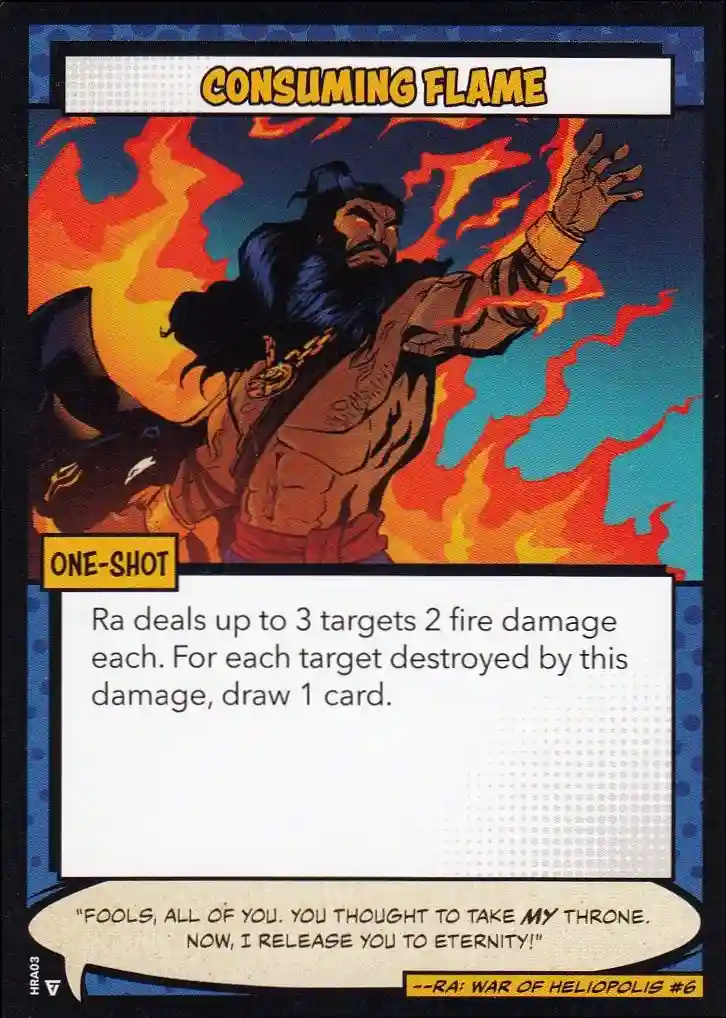 CONSUMING FLAME
ONE-SHOT
Ra deals up to 3 targets 2 fire damage
each. For each target destroyed by this
damage, draw 1 card.
"FOOLS, ALL OF YOU. YOU THOUGHT TO TAKE MY THRONE.
NOW, I RELEASE YOU TO ETERNITY!"
--RA: WAR OF HELIOPOLIS #6
HRA03